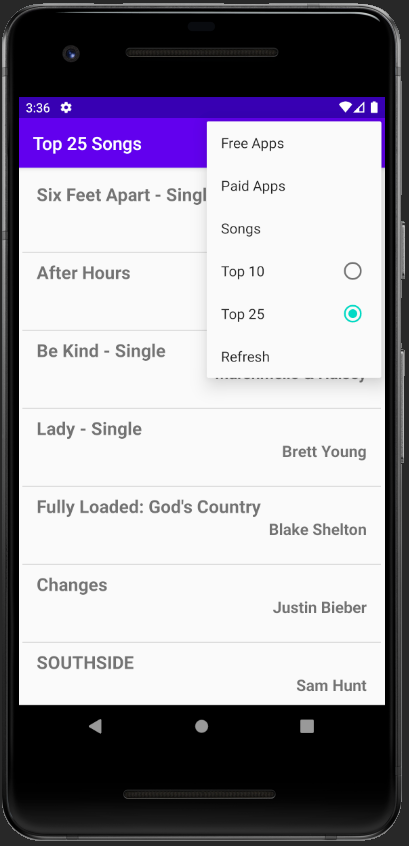 3:36
Top 25 Songs
Free Apps
Paid Apps
Songs
Top 10
Top 25
Refresh
Six Feet Apart - Singl
After Hours
Be Kind - Single
Lady - Single
Brett Young
Fully Loaded: God's Country
Blake Shelton
Changes
Justin Bieber
SOUTHSIDE
Sam Hunt